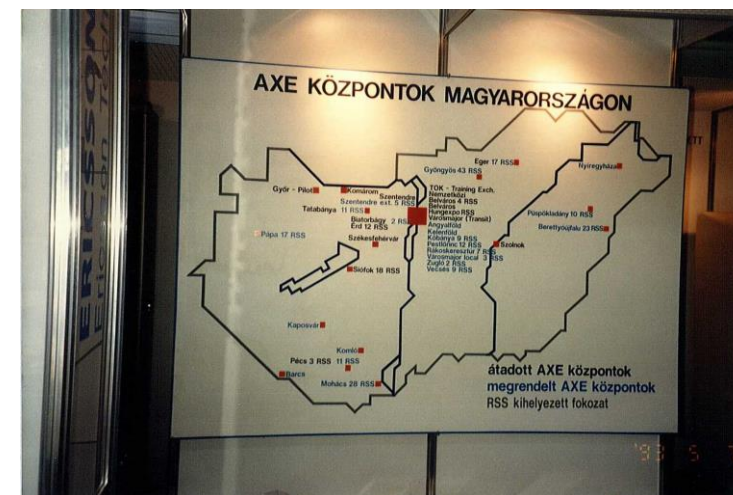 AXE KÖZPONTOK MAGYARORSZÁGON
ERICSSON
Eger 17 RSS
Gyöngyös 43 RSS
Nyíregyháza
Győr - Pilot
Komárom
Szentendre
Szentendre ext. 5 RSS
Tatabánya 11 RSS
Biatorbágy 2 RSS
Érd 12 RSS
Székesfehérvár
Pápa 17 RSS
Siófok 18 RSS
TOK - Training Exch.
Nemzetközi
Belváros 4 RSS
Belváros
Hungexpo RSS
Városmajor (Transit)
Angyalföld
Kelenföld
Kőbánya 9 RSS
Pestlőrinc 12 RSS
Rákoskeresztúr 7 RSS
Városmajor local 3 RSS
Zugló 2 RSS
Vecsés 9 RSS
Szolnok
Püspökladány 10 RSS
Berettyóújfalu 23 RSS
Kaposvár
Komló
Pécs 3 RSS 11 RSS
Barcs
Mohács 28 RSS
átadott AXE központok
megrendelt AXE központok
RSS kihelyezett fokozat
'93 5 7